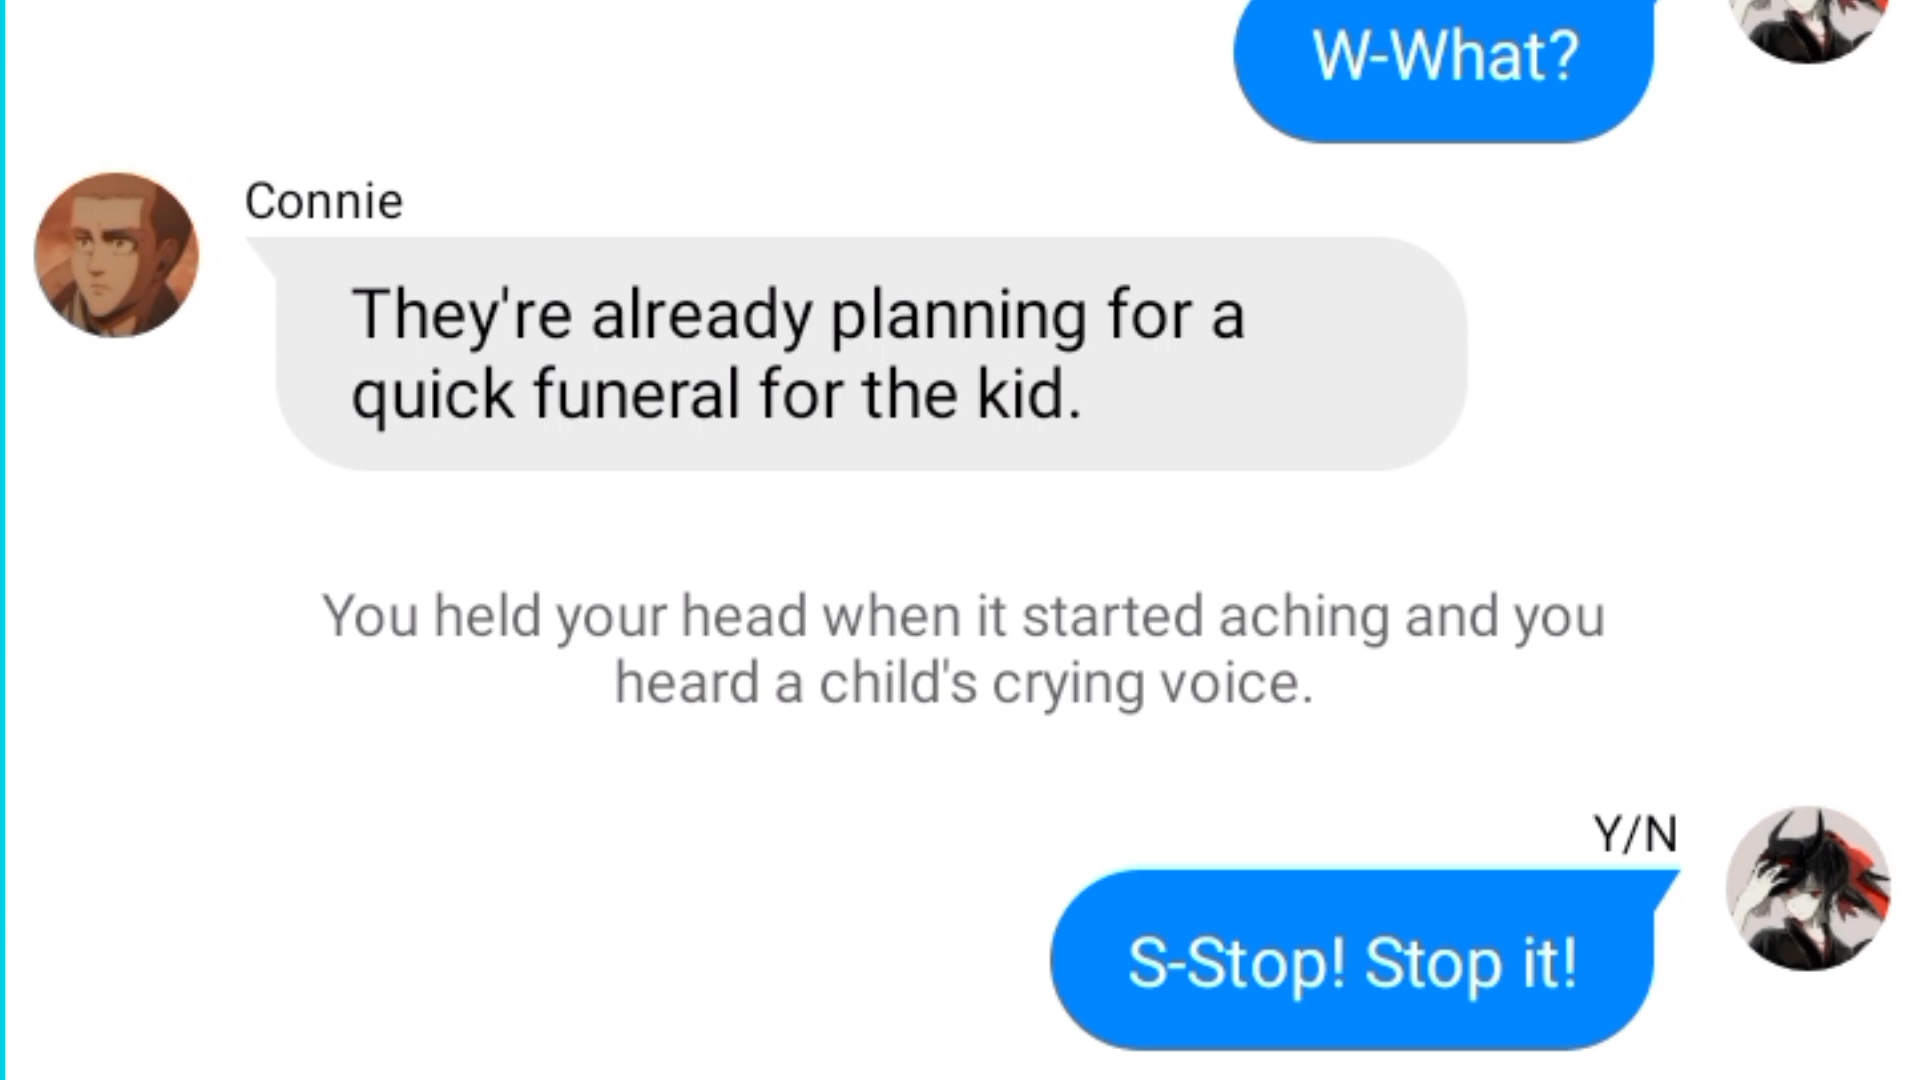 W-What?
Connie
They're already planning for a
quick funeral for the kid.
You held your head when it started aching and you
heard a child's crying voice.
Y/N
S-Stop! Stop it!